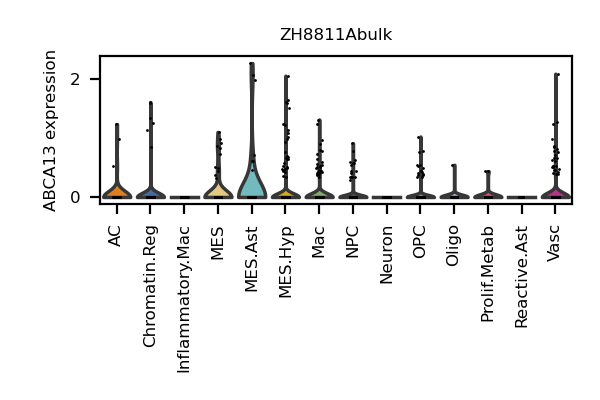 ZH8811Abulk
ABCA13 expression
2
0
AC
Chromatin.Reg
Inflammatory.Mac
MES
MES.Ast
MES.Hyp
Mac
NPC
Neuron
OPC
Oligo
Prolif.Metab
Reactive.Ast
Vasc